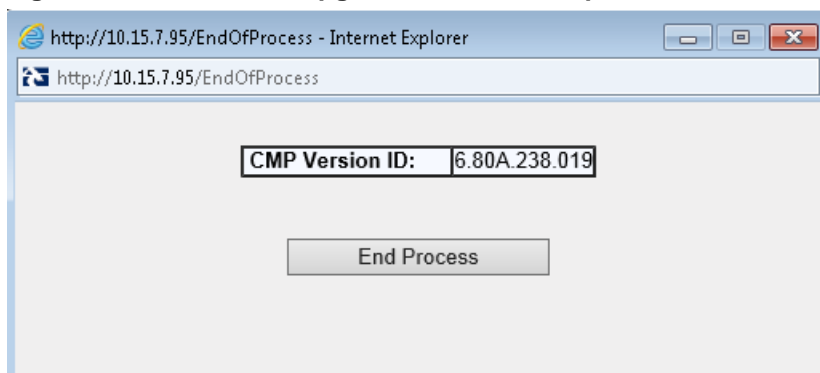 http://10.15.7.95/EndOfProcess - Internet Explorer
http://10.15.7.95/EndOfProcess
CMP Version ID: 6.80A.238.019
End Process